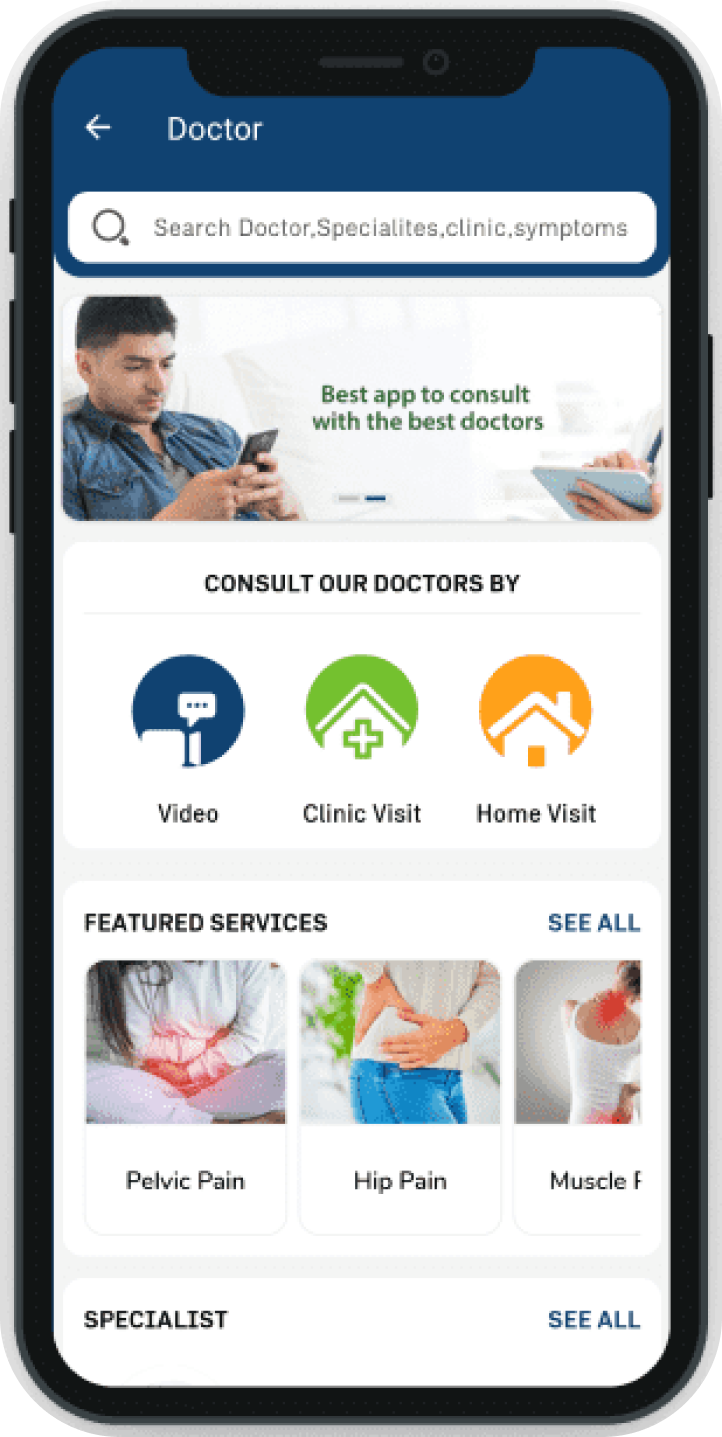 Doctor
Search Doctor,Specialites,clinic,symptoms
Best app to consult
with the best doctors
CONSULT OUR DOCTORS BY
Video
Clinic Visit
Home Visit
FEATURED SERVICES
SEE ALL
Pelvic Pain
Hip Pain
Muscle
SPECIALIST
SEE ALL